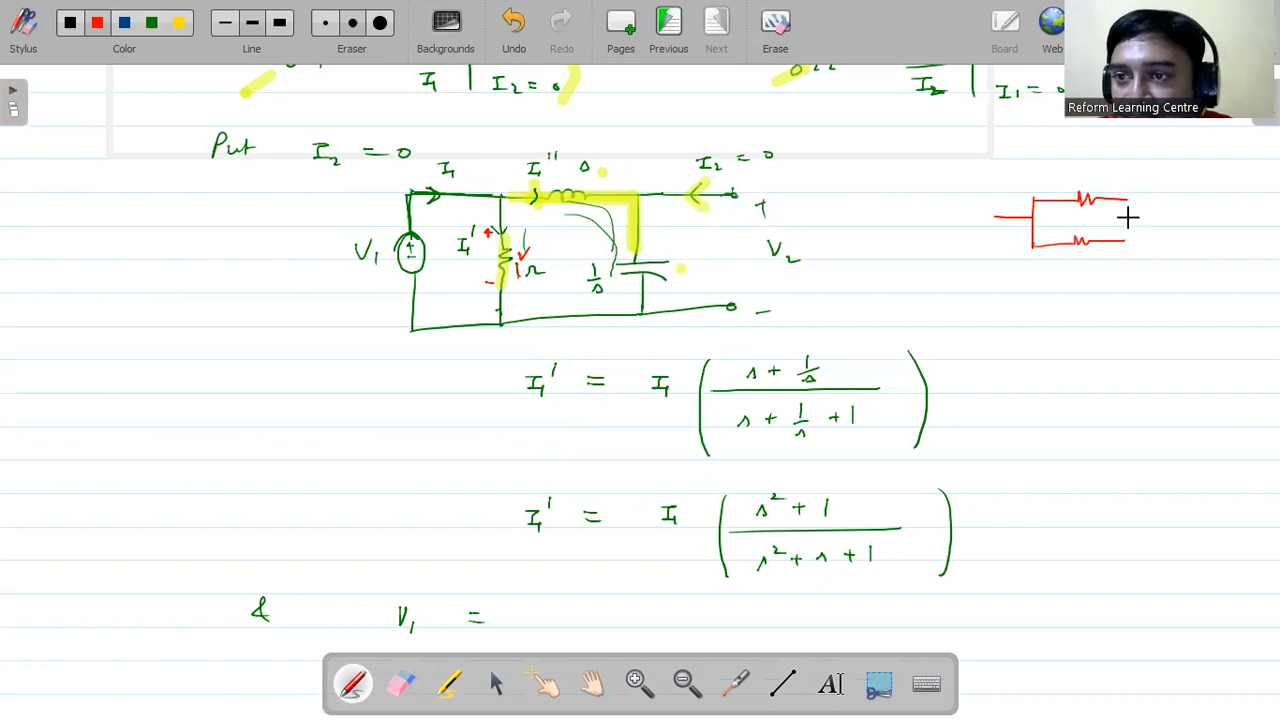 Stylus Color Line Eraser Backgrounds Undo Redo Pages Previous Next Erase Board Web
Reform Learning Centre
I1 | I2 = 0
I2 | I1 = 0
Put I2 = 0
I1 I1'' s I2 = 0
+
V1 + - I1' + - 1Ω 1/s V2
-
I1' = I1 ( (s + 1/s) / (s + 1/s + 1) )
I1' = I1 ( (s² + 1) / (s² + s + 1) )
& V1 =
AI